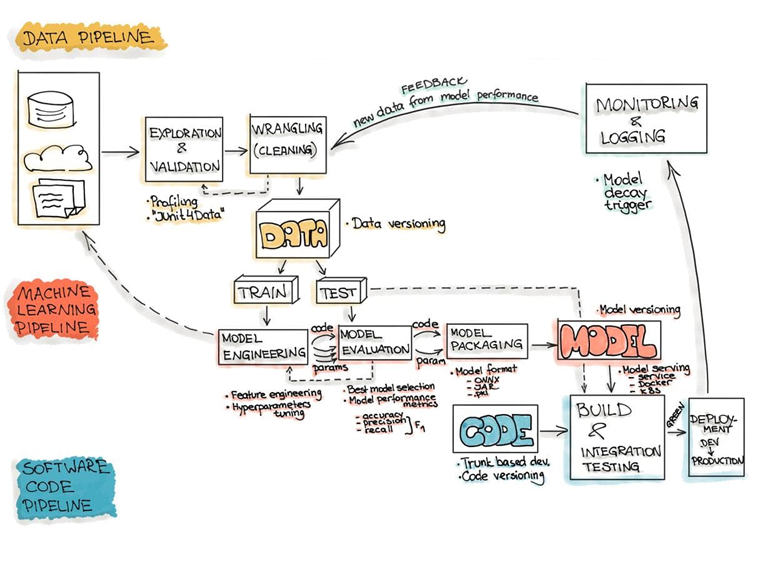 DATA PIPELINE
EXPLORATION
&
VALIDATION
• Profiling
• "JUnit4Data"
WRANGLING
(CLEANING)
FEEDBACK
new data from model performance
MONITORING
&
LOGGING
• Model
decay
trigger
DATA
• Data versioning
TRAIN
TEST
MACHINE
LEARNING
PIPELINE
MODEL
ENGINEERING
• Feature engineering
• Hyperparameters
tuning
code
params
MODEL
EVALUATION
• Best model selection
• Model performance
metrics
- accuracy
- precision
- recall
F1
code
param
MODEL
PACKAGING
• Model format
- ONNX
- JAR
- .pkl
• Model versioning
MODEL
• Model serving
- service
- Docker
- K8S
SOFTWARE
CODE
PIPELINE
CODE
• Trunk based dev.
• Code versioning
BUILD
&
INTEGRATION
TESTING
GREEN
DEPLOY-
MENT
DEV
PRODUCTION